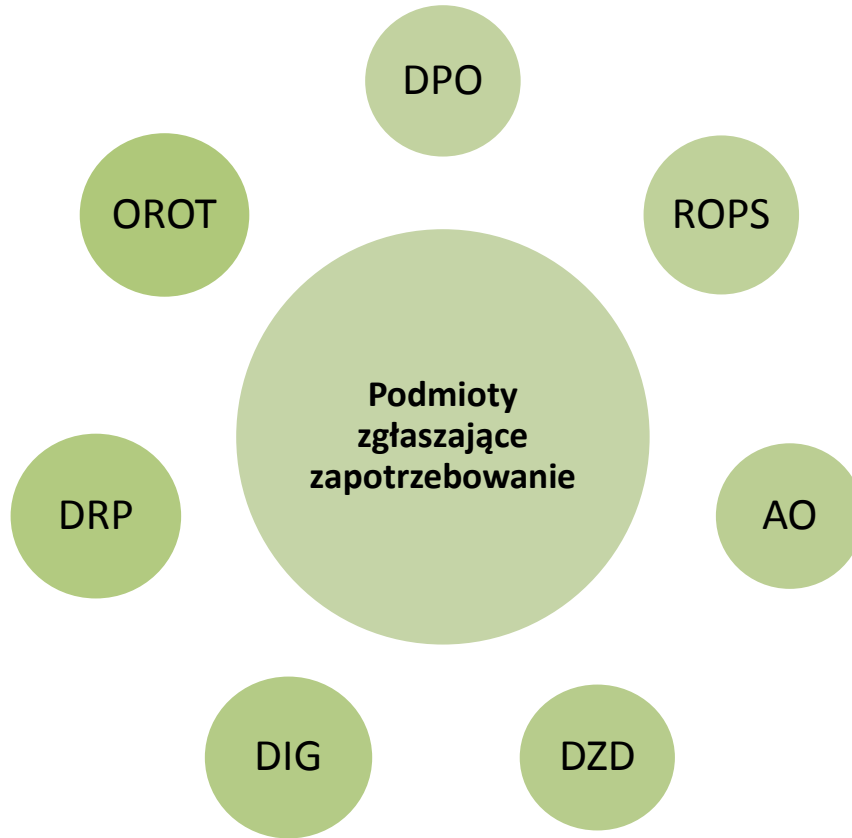 DPO
OROT
ROPS
Podmioty
zgłaszające
zapotrzebowanie
DRP
AO
DIG
DZD